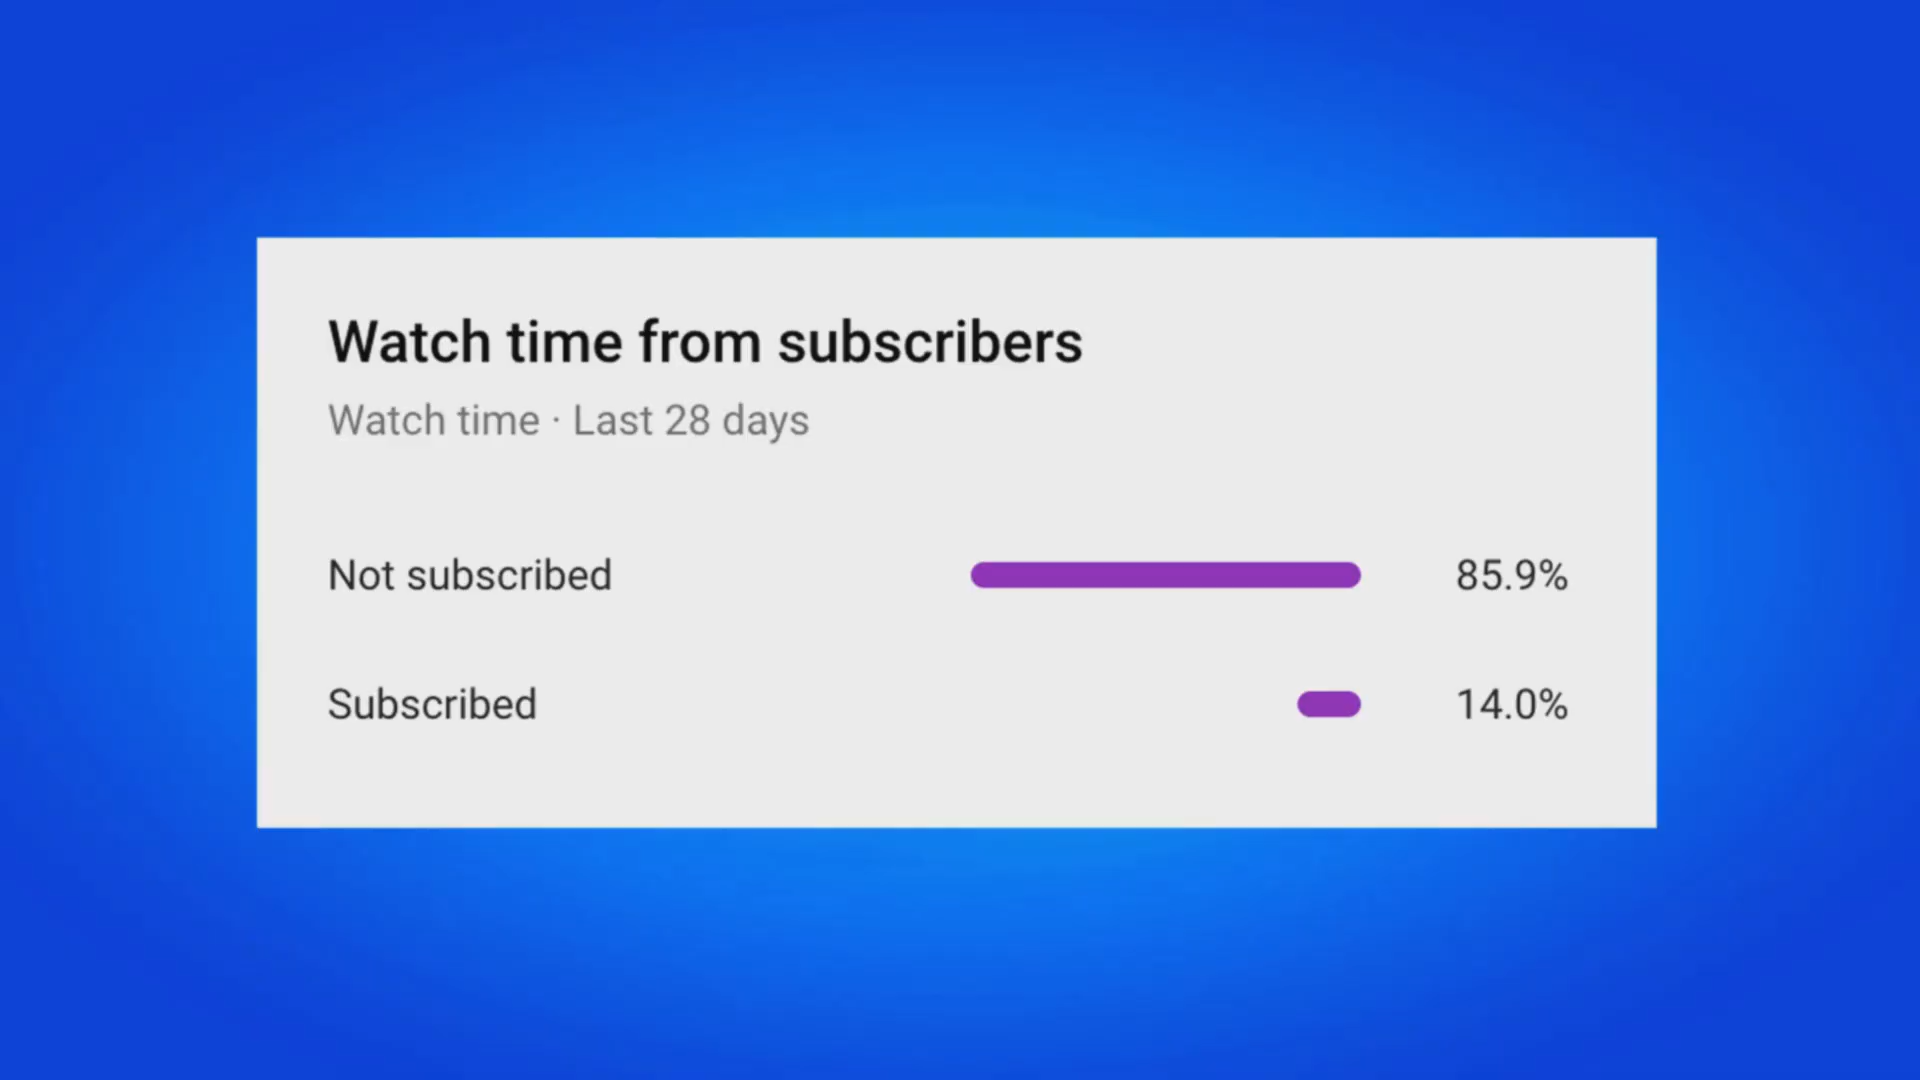 Watch time from subscribers
Watch time · Last 28 days
Not subscribed 85.9%
Subscribed 14.0%